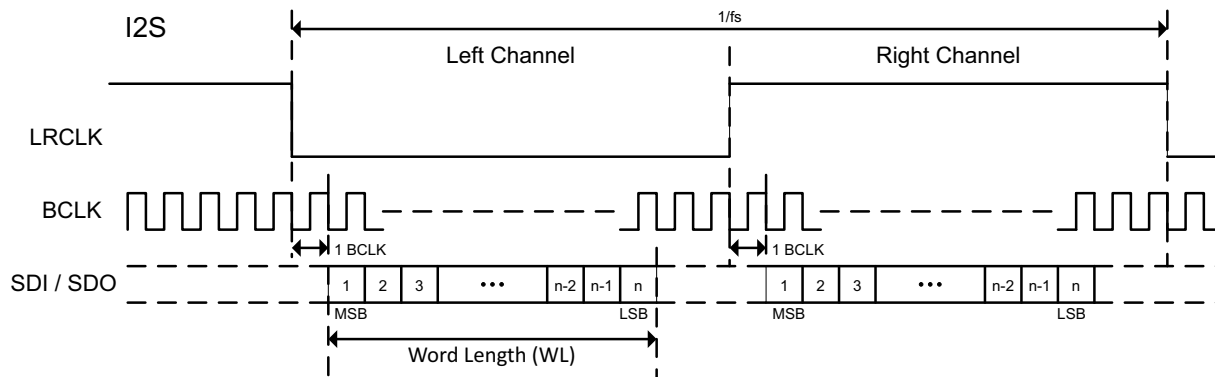 I2S
1/fs
Left Channel
Right Channel
LRCLK
BCLK
1 BCLK
1 BCLK
SDI / SDO
1 2 3 ••• n-2 n-1 n
1 2 3 ••• n-2 n-1 n
MSB
LSB
MSB
LSB
Word Length (WL)